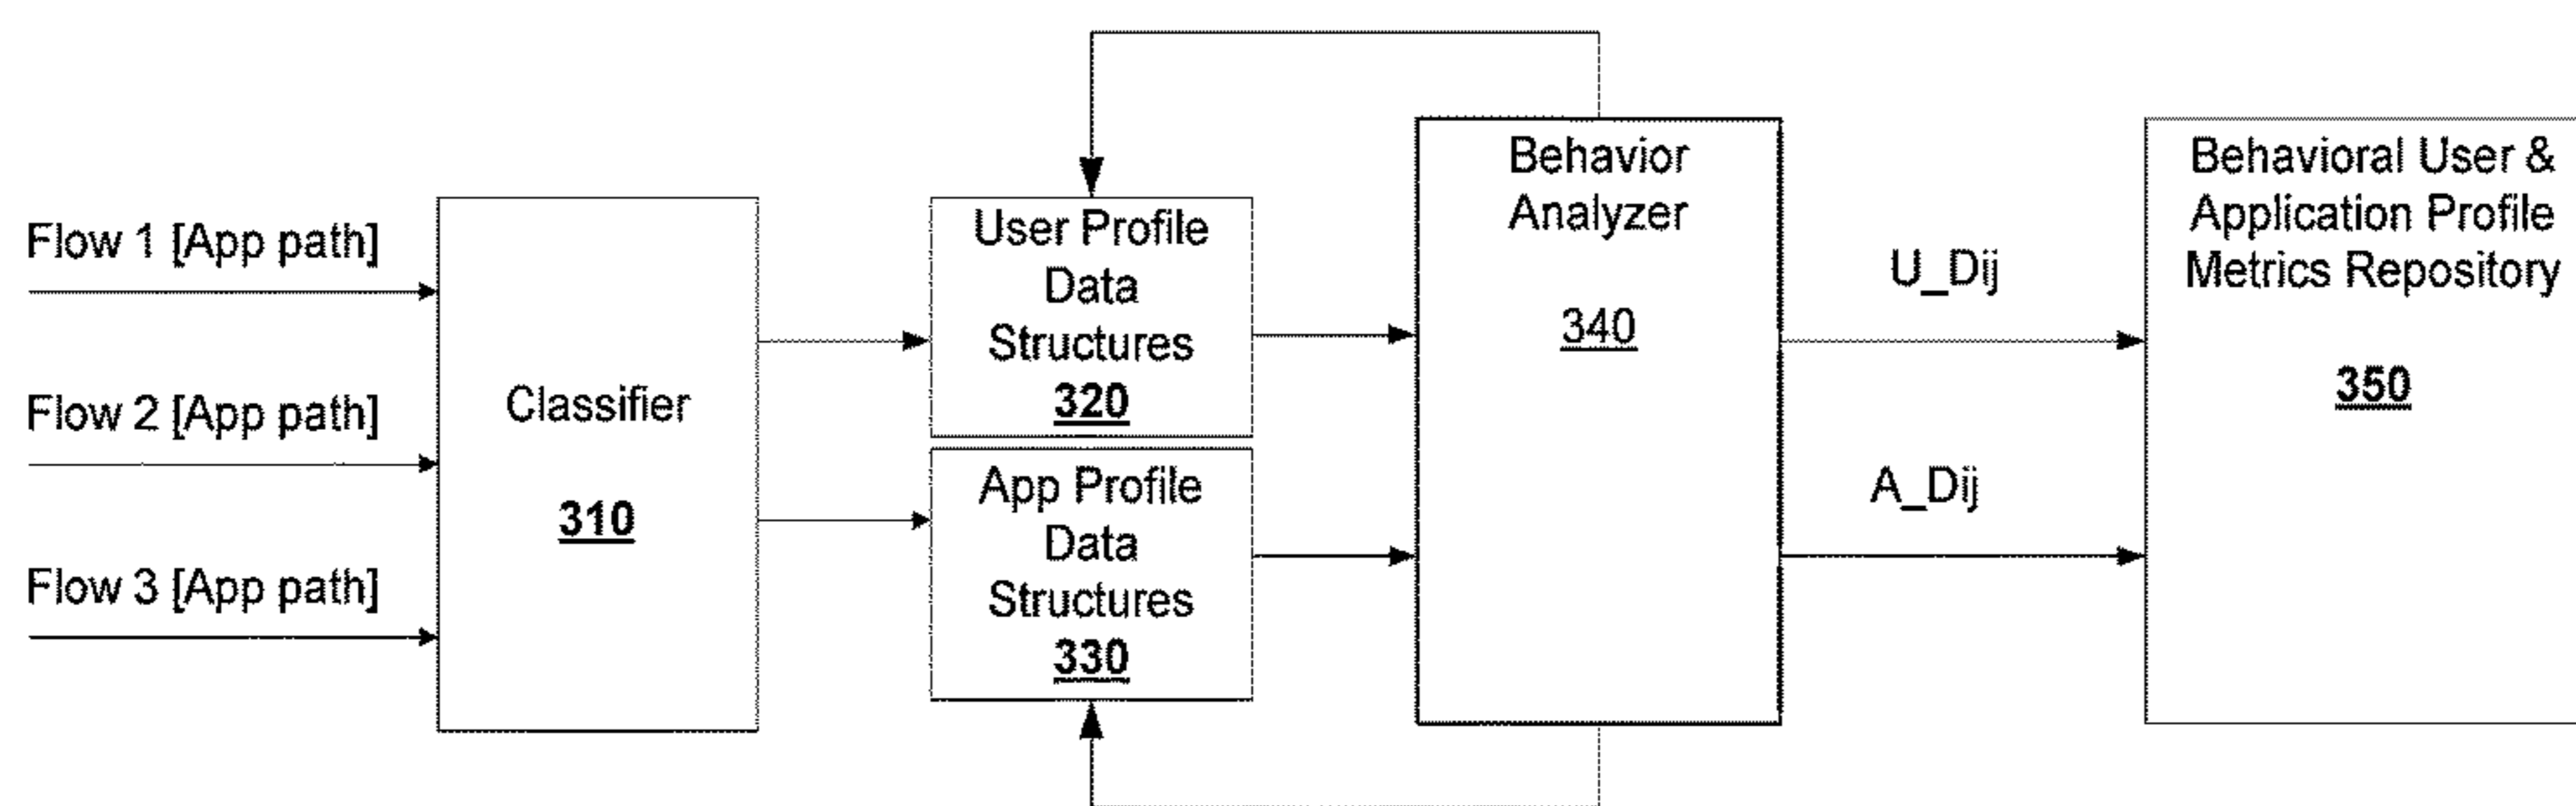 Flow 1 [App path]
Flow 2 [App path]
Flow 3 [App path]
Classifier
310
User Profile
Data
Structures
320
App Profile
Data
Structures
330
Behavior
Analyzer
340
U_Dij
A_Dij
Behavioral User &
Application Profile
Metrics Repository
350